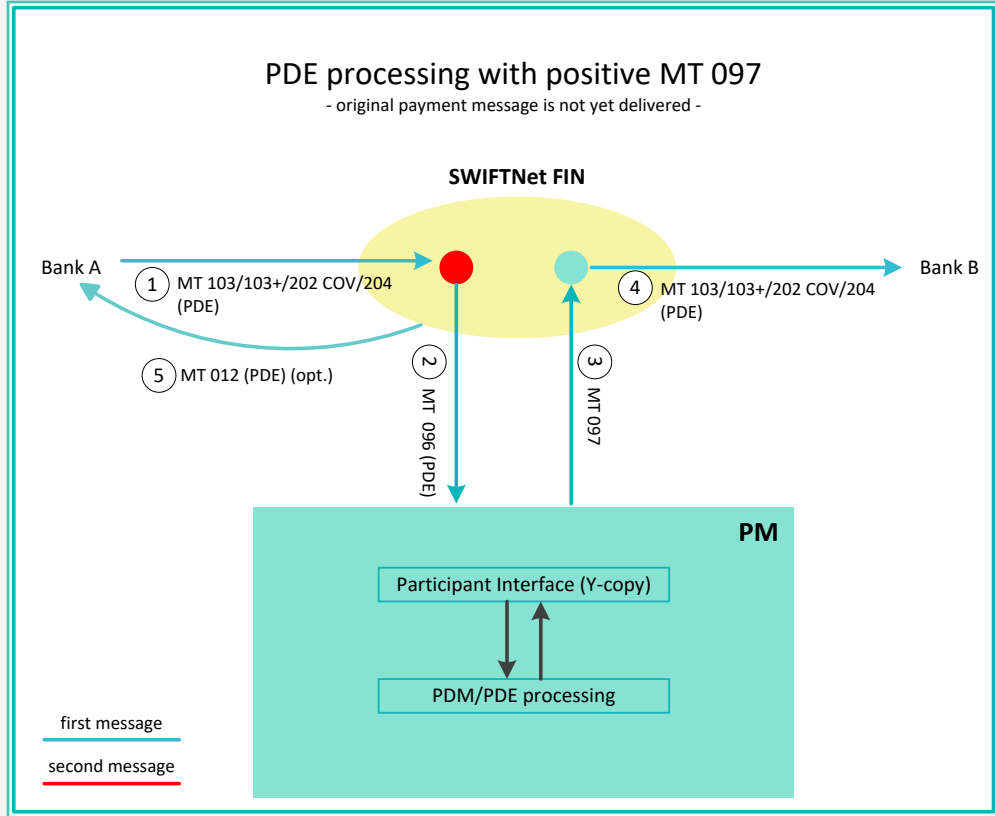 PDE processing with positive MT 097
- original payment message is not yet delivered -
SWIFTNet FIN
Bank A
1 MT 103/103+/202 COV/204
(PDE)
4 MT 103/103+/202 COV/204
(PDE)
Bank B
5 MT 012 (PDE) (opt.)
2 MT 096 (PDE)
3 MT 097
PM
Participant Interface (Y-copy)
PDM/PDE processing
first message
second message